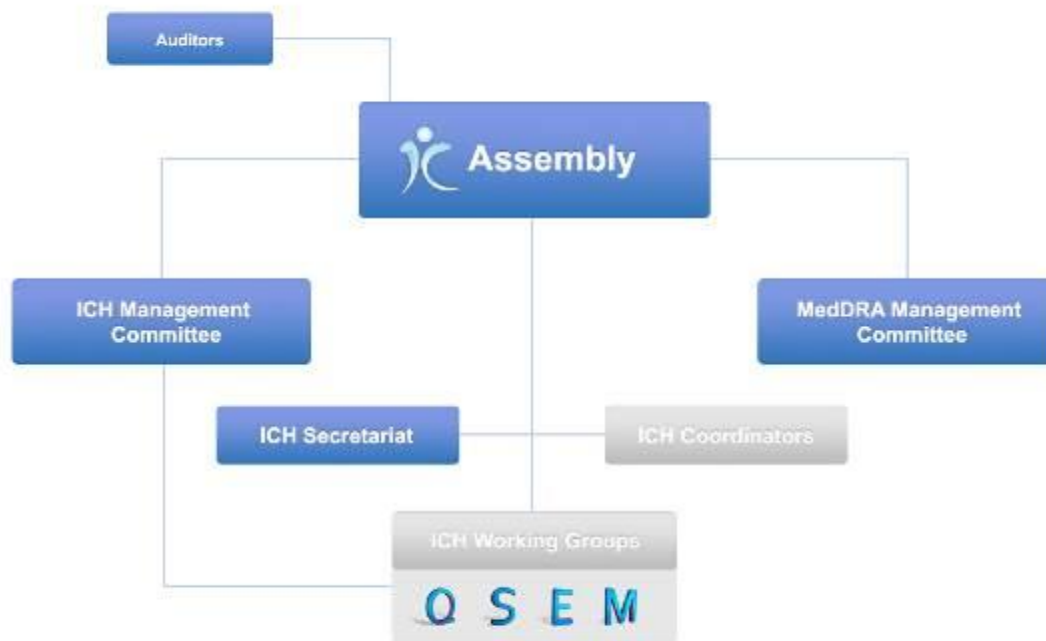 Auditors
Assembly
ICH Management
Committee
MedDRA Management
Committee
ICH Secretariat
ICH Coordinators
ICH Working Groups
Q S E M